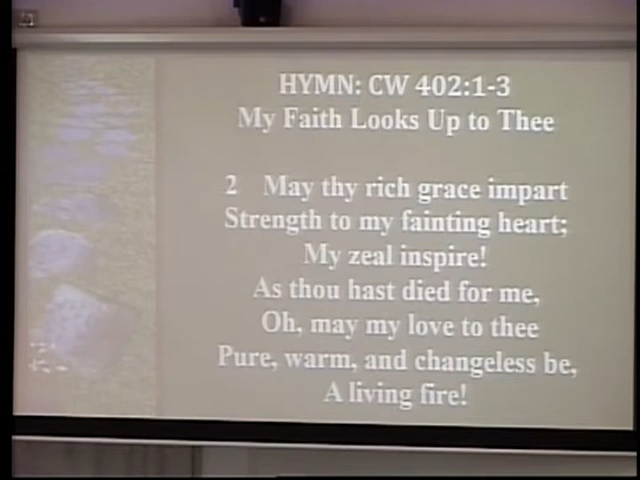 HYMN: CW 402:1-3
My Faith Looks Up to Thee
2 May thy rich grace impart
Strength to my fainting heart;
My zeal inspire!
As thou hast died for me,
Oh, may my love to thee
Pure, warm, and changeless be,
A living fire!